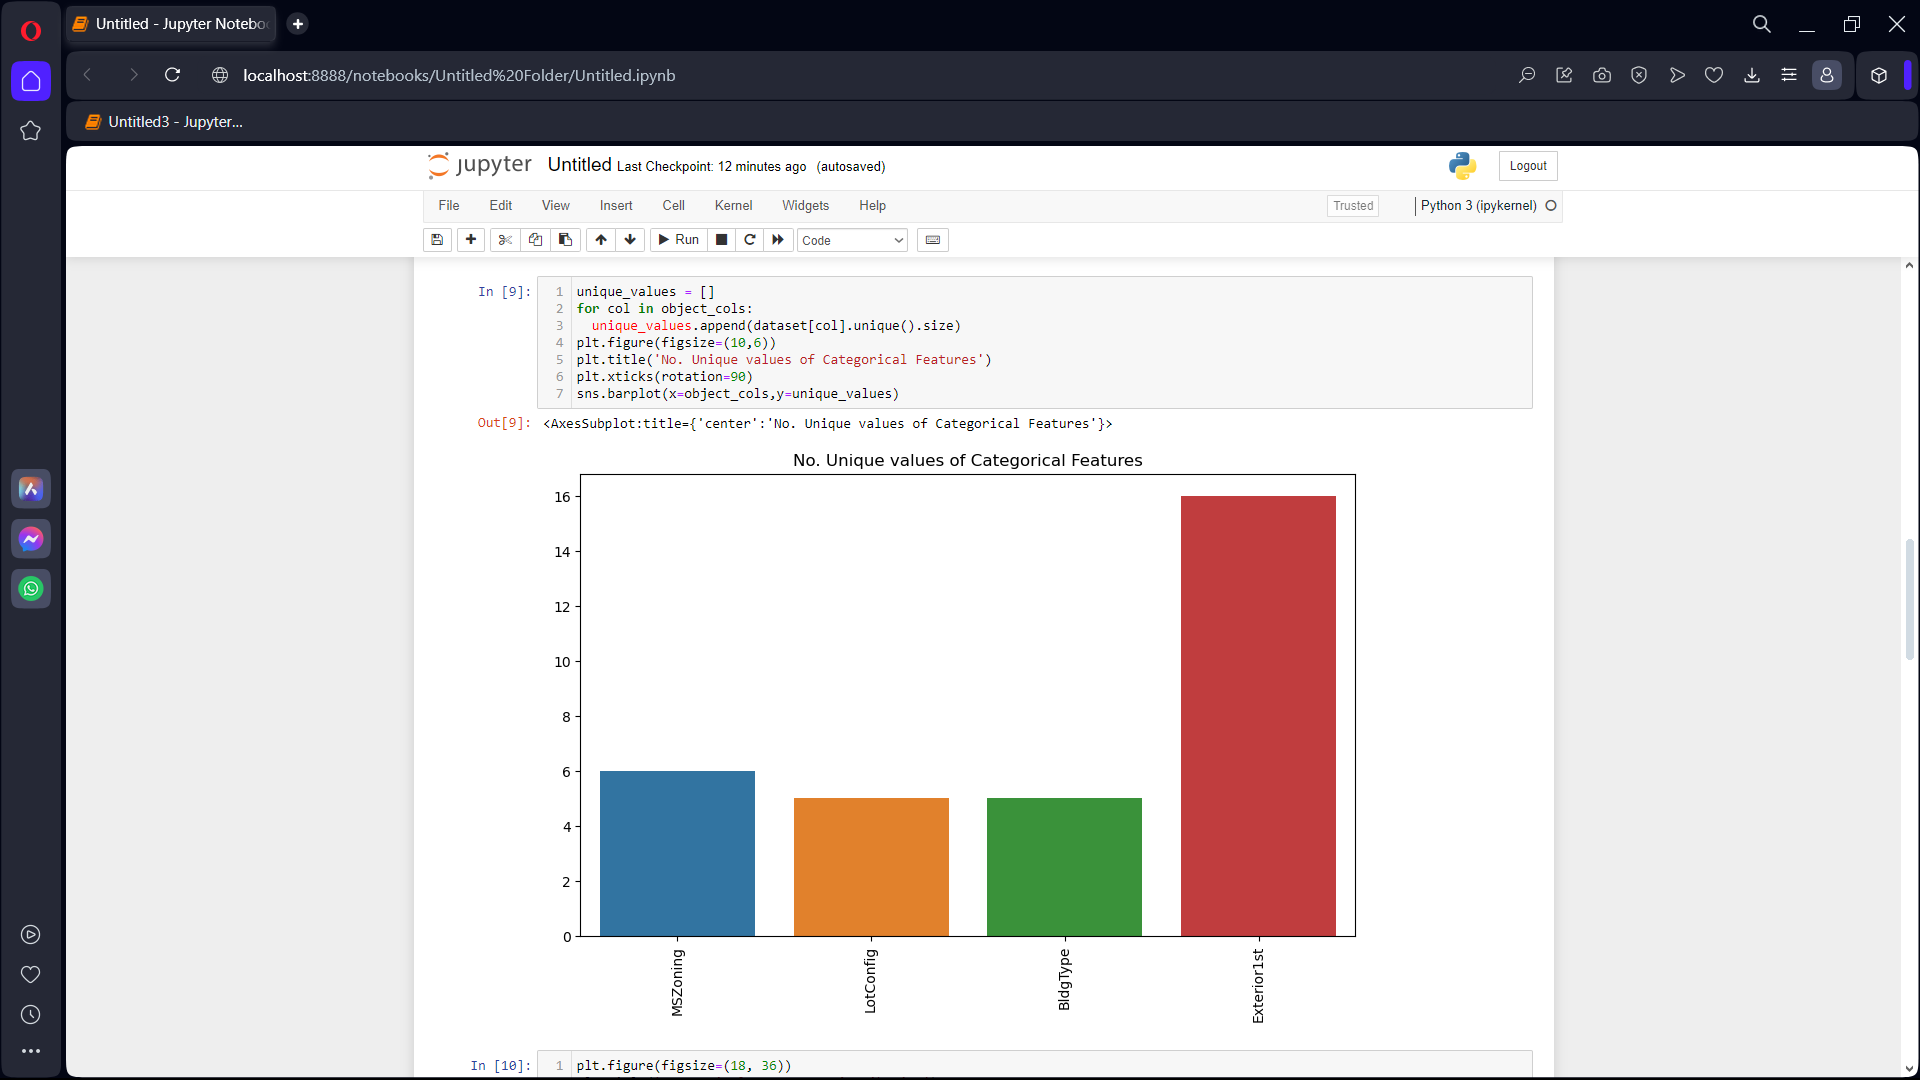 Untitled - Jupyter Notebo
localhost:8888/notebooks/Untitled%20Folder/Untitled.ipynb
Untitled3 - Jupyter...
jupyter Untitled Last Checkpoint: 12 minutes ago (autosaved)
Logout
File Edit View Insert Cell Kernel Widgets Help
Trusted
Python 3 (ipykernel)
Run
Code
In [9]:
1 unique_values = []
2 for col in object_cols:
3 unique_values.append(dataset[col].unique().size)
4 plt.figure(figsize=(10,6))
5 plt.title('No. Unique values of Categorical Features')
6 plt.xticks(rotation=90)
7 sns.barplot(x=object_cols,y=unique_values)
Out[9]: <AxesSubplot:title={'center':'No. Unique values of Categorical Features'}>
No. Unique values of Categorical Features
16
14
12
10
8
6
4
2
0
MSZoning
LotConfig
BldgType
Exterior1st
In [10]:
1 plt.figure(figsize=(18, 36))